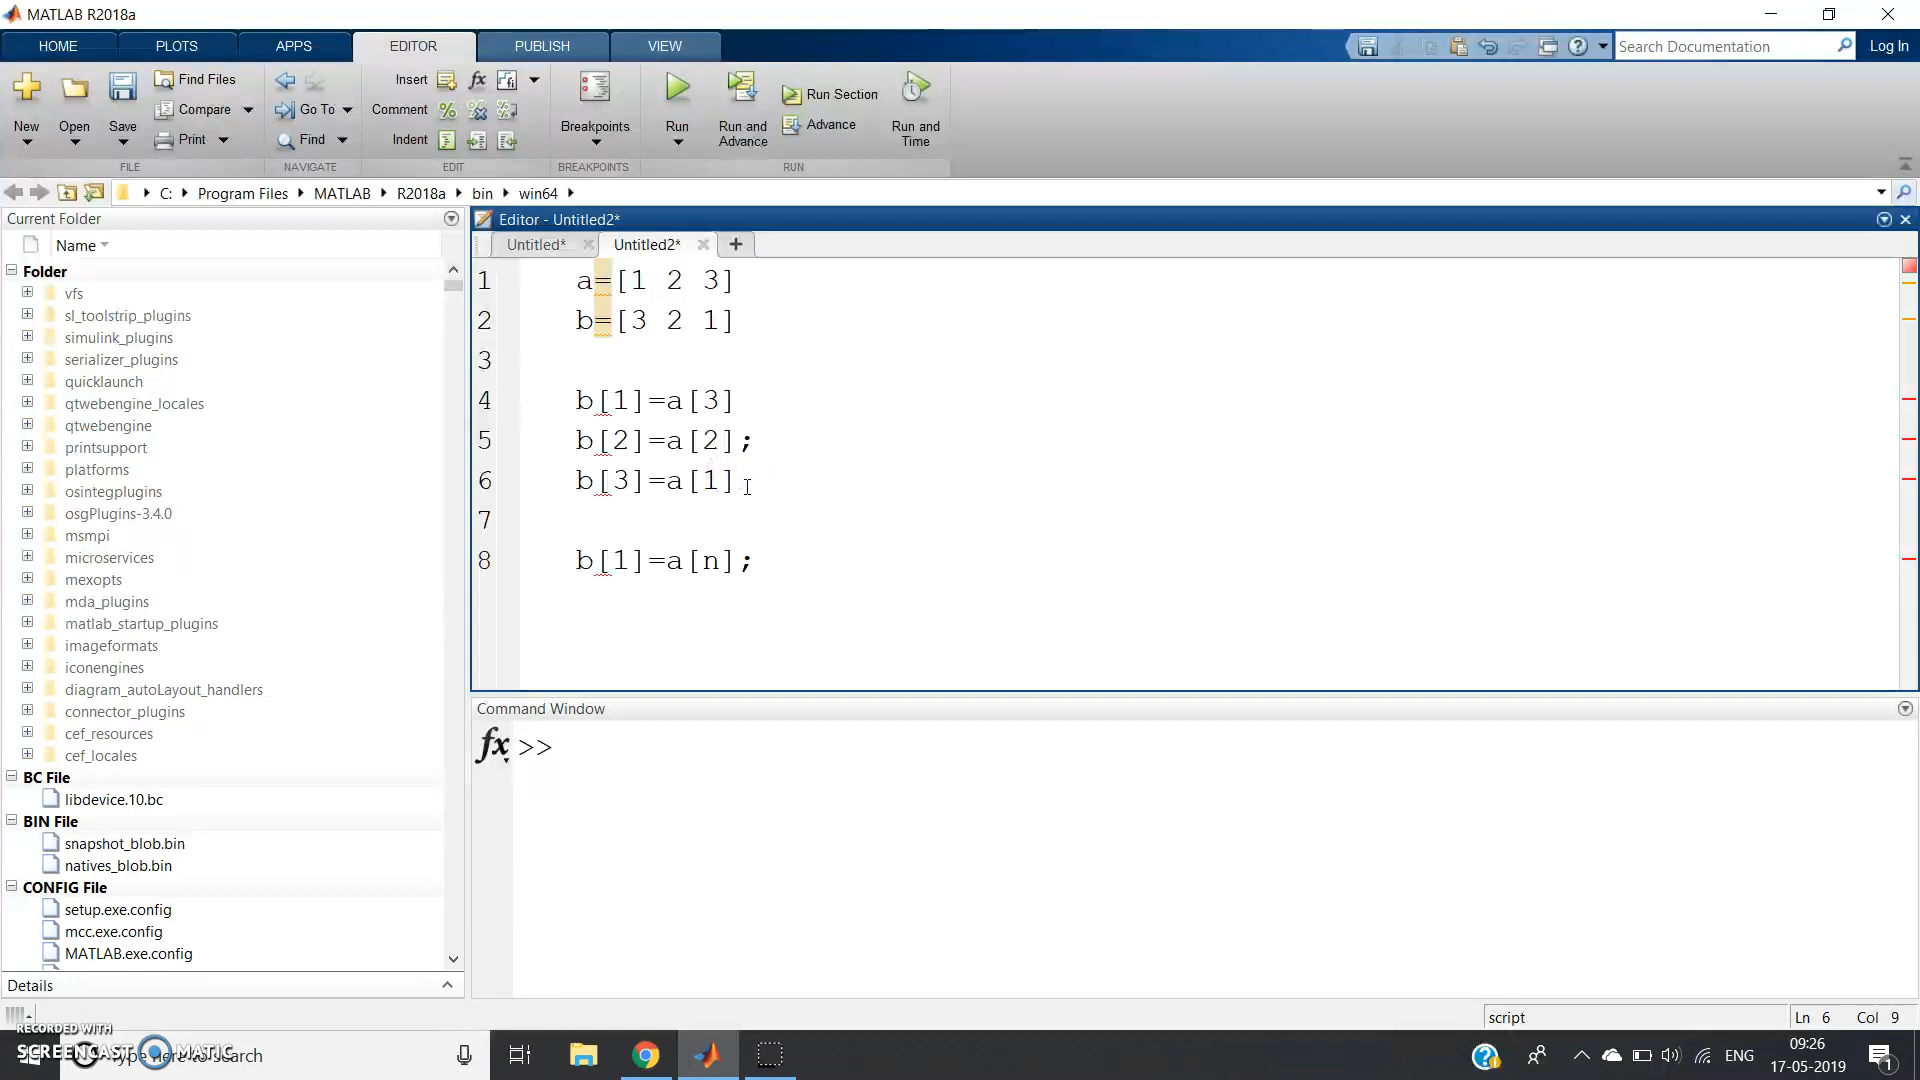 MATLAB R2018a
HOME PLOTS APPS EDITOR PUBLISH VIEW
Search Documentation
Log In
New
Open
Save
Find Files
Compare
Print
FILE
Go To
Find
NAVIGATE
Insert
Comment
Indent
EDIT
Breakpoints
BREAKPOINTS
Run
Run and Advance
Run Section
Advance
Run and Time
RUN
C: Program Files MATLAB R2018a bin win64
Current Folder
Name
Folder
vfs
sl_toolstrip_plugins
simulink_plugins
serializer_plugins
quicklaunch
qtwebengine_locales
qtwebengine
printsupport
platforms
osintegplugins
osgPlugins-3.4.0
msmpi
microservices
mexopts
mda_plugins
matlab_startup_plugins
imageformats
iconengines
diagram_autoLayout_handlers
connector_plugins
cef_resources
cef_locales
BC File
libdevice.10.bc
BIN File
snapshot_blob.bin
natives_blob.bin
CONFIG File
setup.exe.config
mcc.exe.config
MATLAB.exe.config
Details
Editor - Untitled2*
Untitled* Untitled2*
1 a=[1 2 3]
2 b=[3 2 1]
3
4 b[1]=a[3]
5 b[2]=a[2];
6 b[3]=a[1]
7
8 b[1]=a[n];
Command Window
fx >>
script
Ln 6 Col 9
RECORDED WITH
SCREENCAST MATIC
Type here to search
ENG
09:26
17-05-2019
1